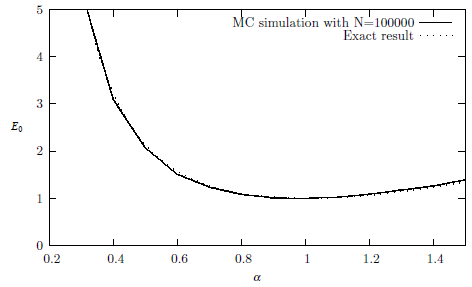 5
MC simulation with N=100000
Exact result
4
3
E₀
2
1
0
0.2 0.4 0.6 0.8 1 1.2 1.4
α